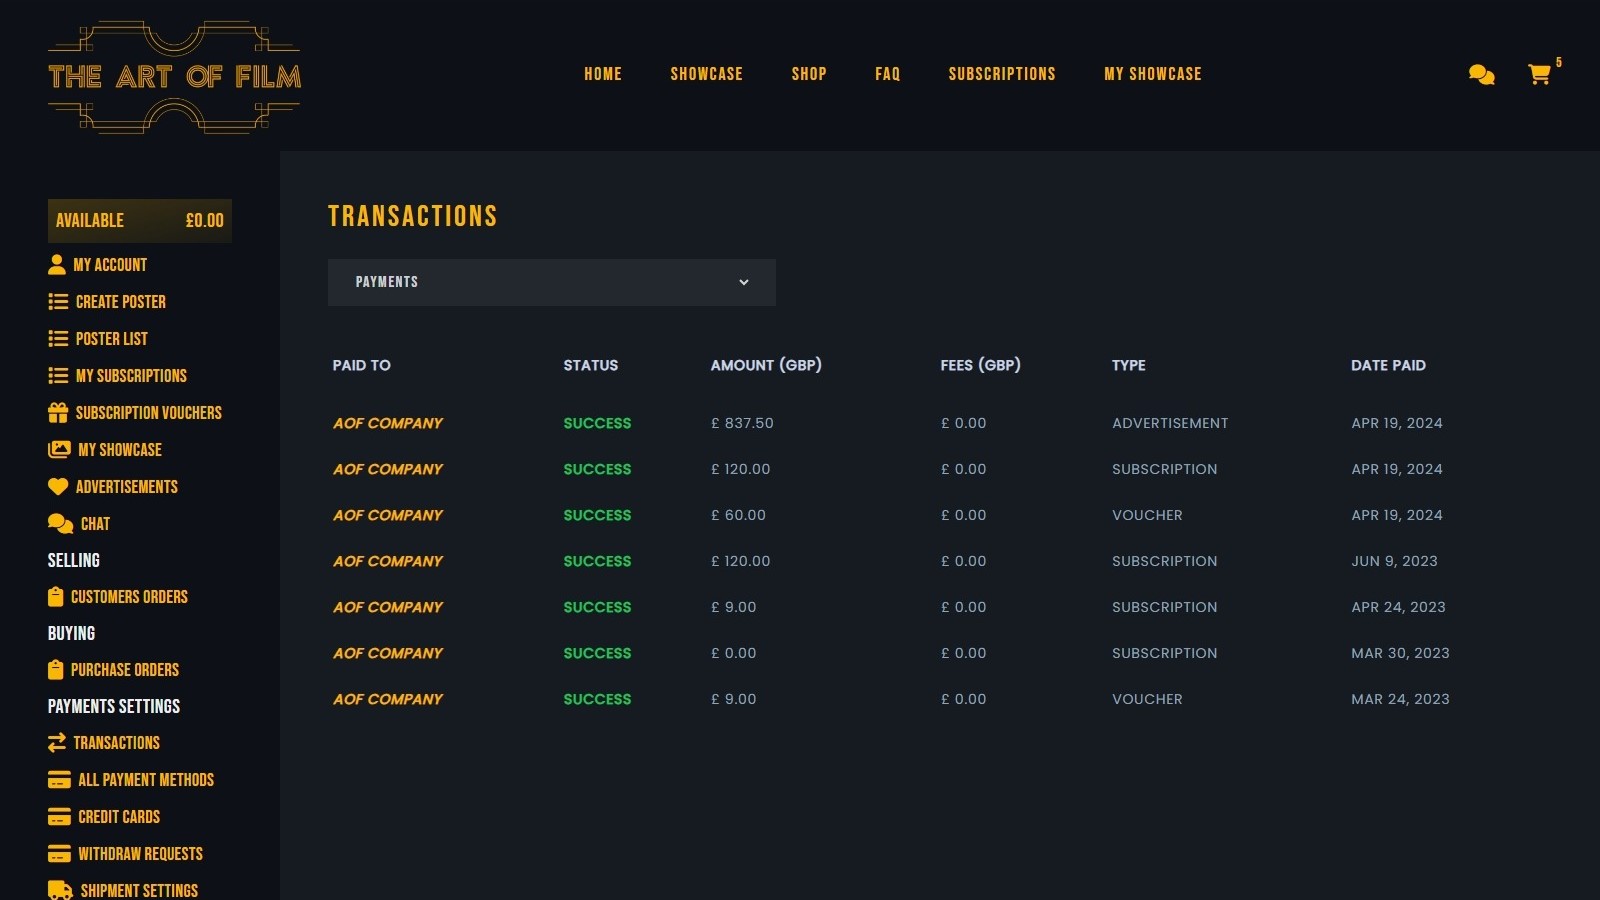 THE ART OF FILM
HOME SHOWCASE SHOP FAQ SUBSCRIPTIONS MY SHOWCASE
5
AVAILABLE £0.00
MY ACCOUNT
CREATE POSTER
POSTER LIST
MY SUBSCRIPTIONS
SUBSCRIPTION VOUCHERS
MY SHOWCASE
ADVERTISEMENTS
CHAT
SELLING
CUSTOMERS ORDERS
BUYING
PURCHASE ORDERS
PAYMENTS SETTINGS
TRANSACTIONS
ALL PAYMENT METHODS
CREDIT CARDS
WITHDRAW REQUESTS
SHIPMENT SETTINGS
TRANSACTIONS
PAYMENTS
PAID TO STATUS AMOUNT (GBP) FEES (GBP) TYPE DATE PAID
AOF COMPANY SUCCESS £ 837.50 £ 0.00 ADVERTISEMENT APR 19, 2024
AOF COMPANY SUCCESS £ 120.00 £ 0.00 SUBSCRIPTION APR 19, 2024
AOF COMPANY SUCCESS £ 60.00 £ 0.00 VOUCHER APR 19, 2024
AOF COMPANY SUCCESS £ 120.00 £ 0.00 SUBSCRIPTION JUN 9, 2023
AOF COMPANY SUCCESS £ 9.00 £ 0.00 SUBSCRIPTION APR 24, 2023
AOF COMPANY SUCCESS £ 0.00 £ 0.00 SUBSCRIPTION MAR 30, 2023
AOF COMPANY SUCCESS £ 9.00 £ 0.00 VOUCHER MAR 24, 2023